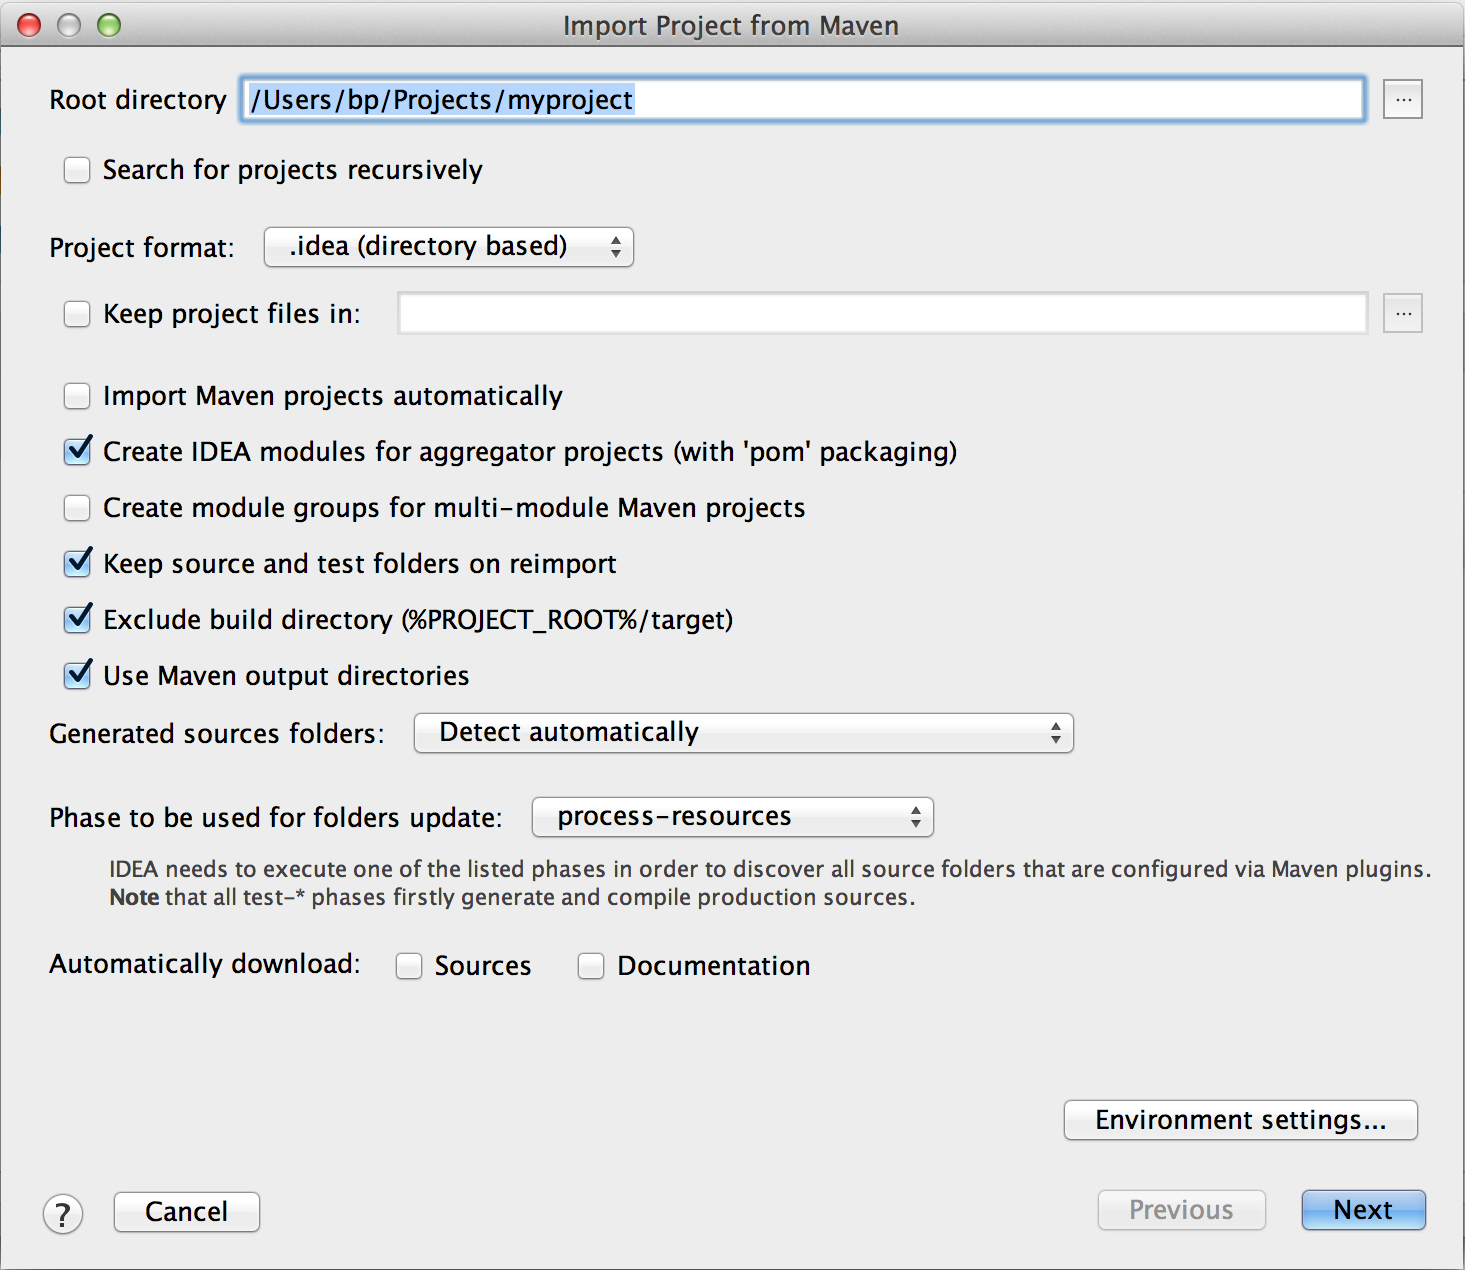 Import Project from Maven
Root directory /Users/bp/Projects/myproject ...
Search for projects recursively
Project format: .idea (directory based)
Keep project files in: ...
Import Maven projects automatically
Create IDEA modules for aggregator projects (with 'pom' packaging)
Create module groups for multi-module Maven projects
Keep source and test folders on reimport
Exclude build directory (%PROJECT_ROOT%/target)
Use Maven output directories
Generated sources folders: Detect automatically
Phase to be used for folders update: process-resources
IDEA needs to execute one of the listed phases in order to discover all source folders that are configured via Maven plugins.
Note that all test-* phases firstly generate and compile production sources.
Automatically download: Sources Documentation
Environment settings...
? Cancel Previous Next